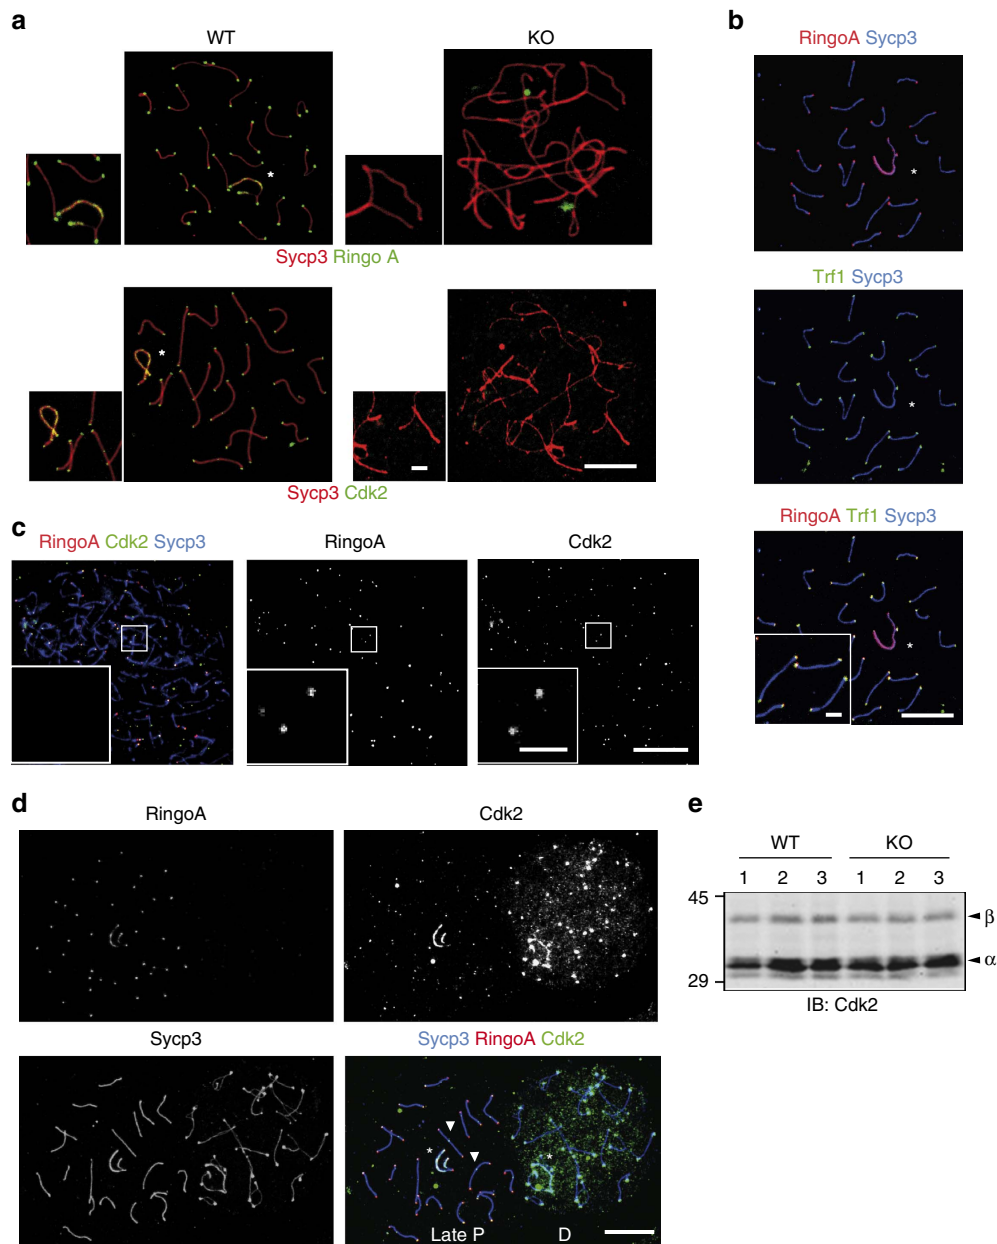 a
WT
KO
*
Sycp3 Ringo A
*
Sycp3 Cdk2
b
RingoA Sycp3
*
Trf1 Sycp3
*
RingoA Trf1 Sycp3
*
c
RingoA Cdk2 Sycp3
RingoA
Cdk2
d
RingoA
Cdk2
Sycp3
Sycp3 RingoA Cdk2
*
*
Late P
D
e
WT
KO
1 2 3 1 2 3
45
β
α
29
IB: Cdk2